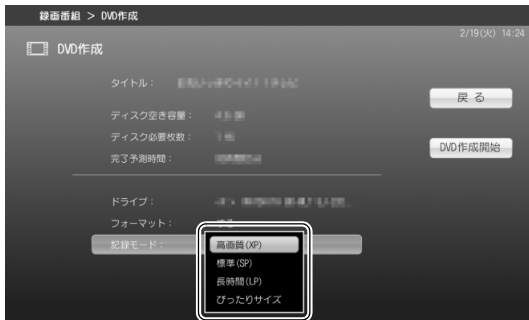 録画番組 > DVD作成
2/19(火) 14:24
DVD作成
タイトル：
戻る
ディスク空き容量：
ディスク必要枚数：
DVD作成開始
完了予測時間：
ドライブ：
フォーマット：
記録モード：
高画質(XP)
標準(SP)
長時間(LP)
ぴったりサイズ